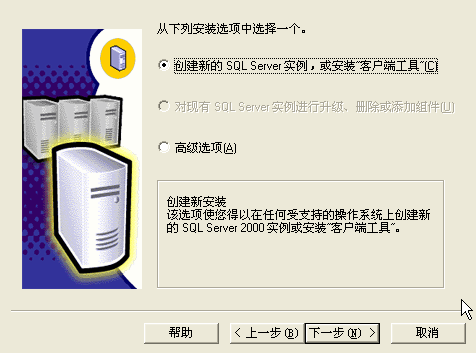 从下列安装选项中选择一个。
创建新的 SQL Server 实例，或安装"客户端工具"(C)
对现有 SQL Server 实例进行升级、删除或添加组件(U)
高级选项(A)
创建新安装
该选项使您得以在任何受支持的操作系统上创建新
的 SQL Server 2000 实例或安装"客户端工具"。
帮助 < 上一步(B) 下一步(N) > 取消